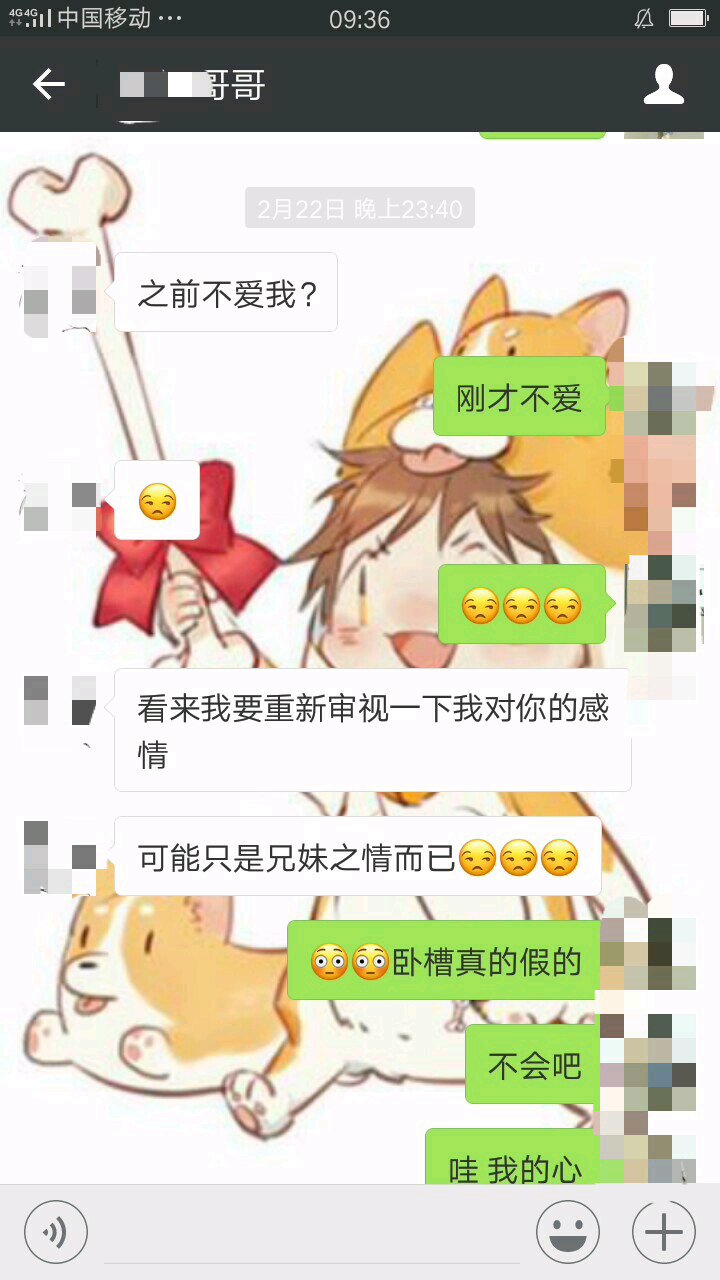 4G 4G 中国移动 ··· 09:36
哥哥
2月22日 晚上23:40
之前不爱我？
刚才不爱
😒
😒😒😒
看来我要重新审视一下我对你的感
情
可能只是兄妹之情而已😒😒😒
😳😳卧槽真的假的
不会吧
哇 我的心